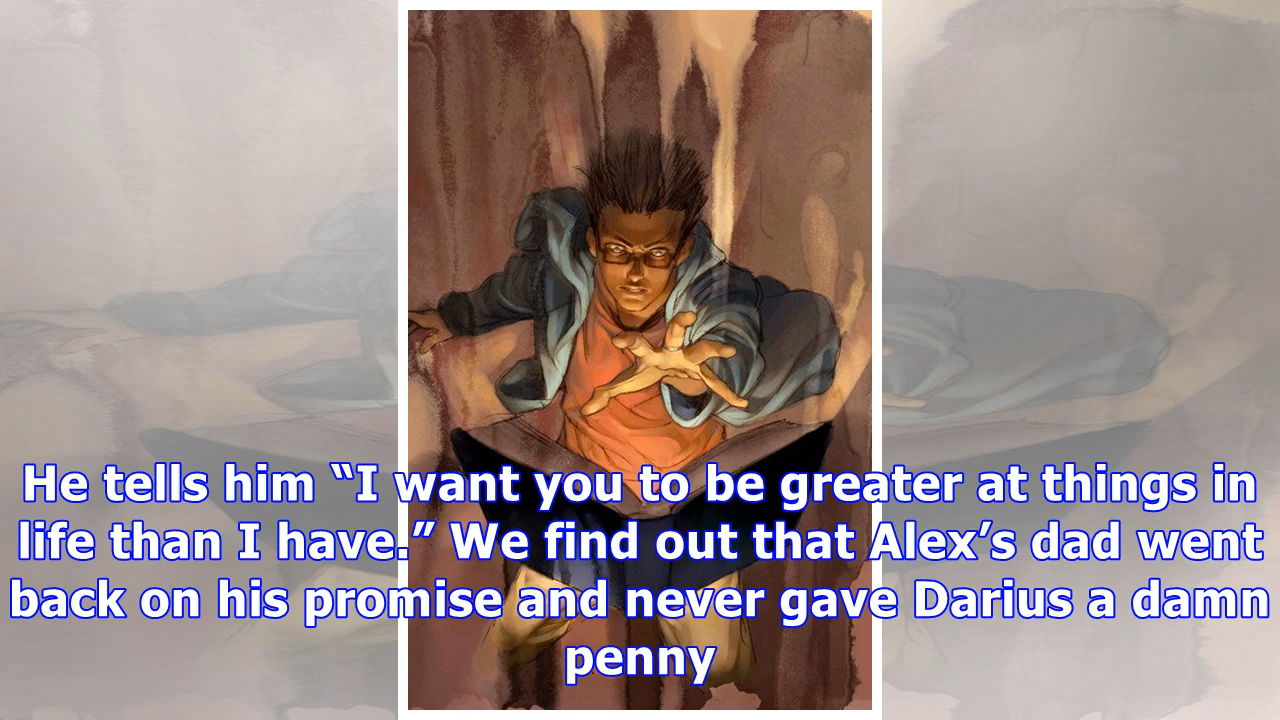 He tells him “I want you to be greater at things in
life than I have.” We find out that Alex’s dad went
back on his promise and never gave Darius a damn
penny